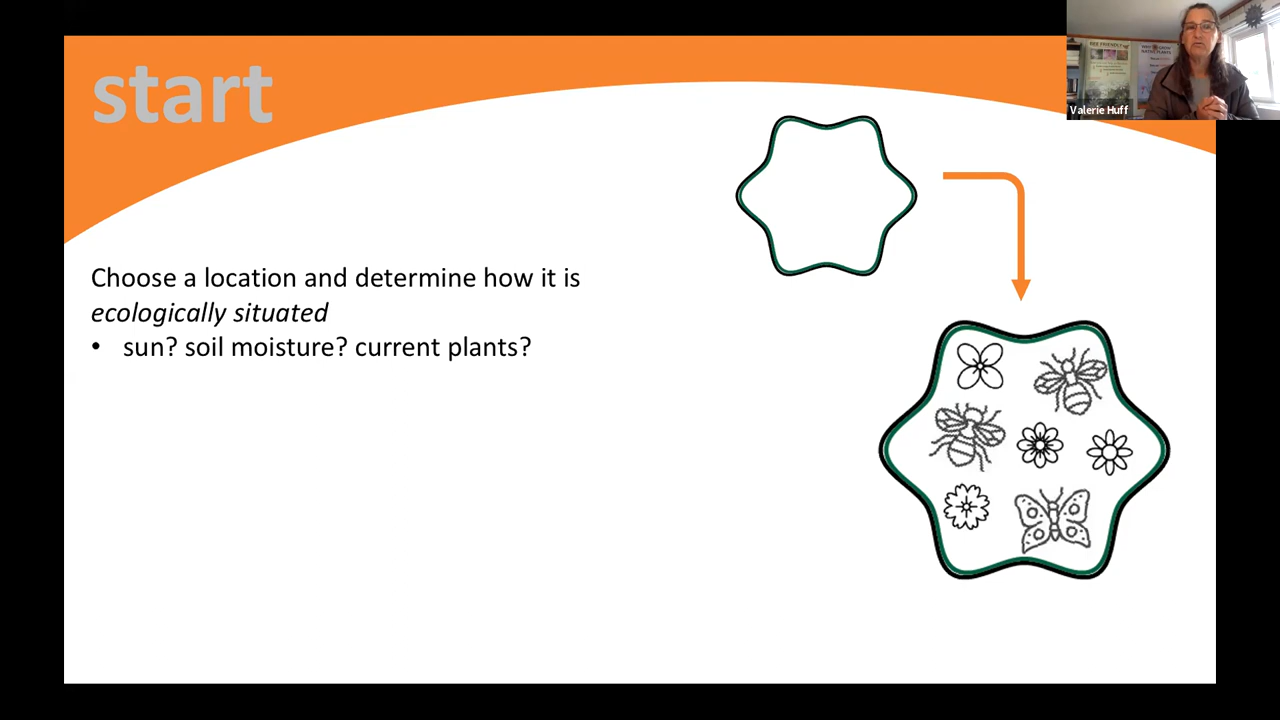 start
Choose a location and determine how it is
ecologically situated
• sun? soil moisture? current plants?
Valerie Huff